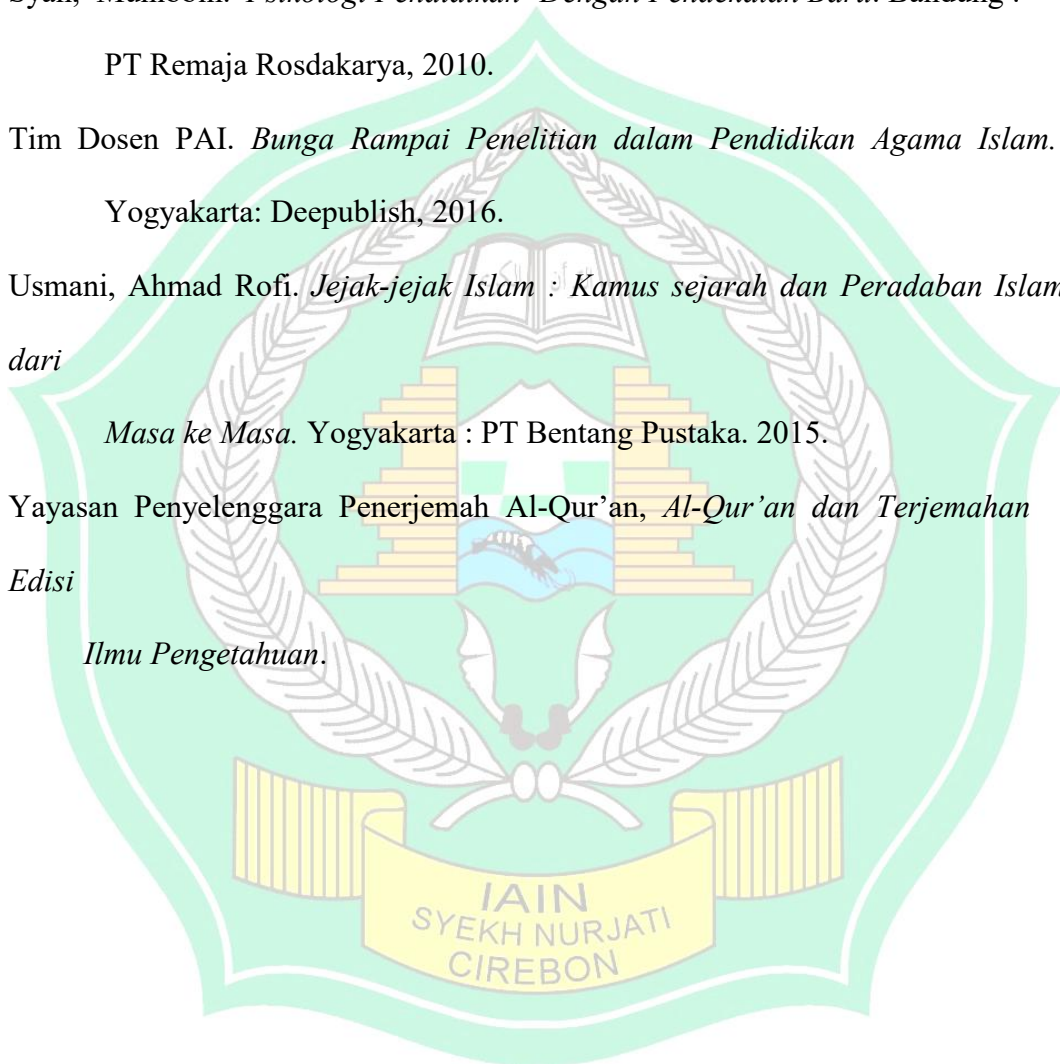 PT Remaja Rosdakarya, 2010.
Tim Dosen PAI. Bunga Rampai Penelitian dalam Pendidikan Agama Islam.
Yogyakarta: Deepublish, 2016.
Usmani, Ahmad Rofi. Jejak-jejak Islam : Kamus sejarah dan Peradaban Islam
dari
Masa ke Masa. Yogyakarta : PT Bentang Pustaka. 2015.
Yayasan Penyelenggara Penerjemah Al-Qur’an, Al-Qur’an dan Terjemahan
Edisi
Ilmu Pengetahuan.
IAIN
SYEKH NURJATI
CIREBON